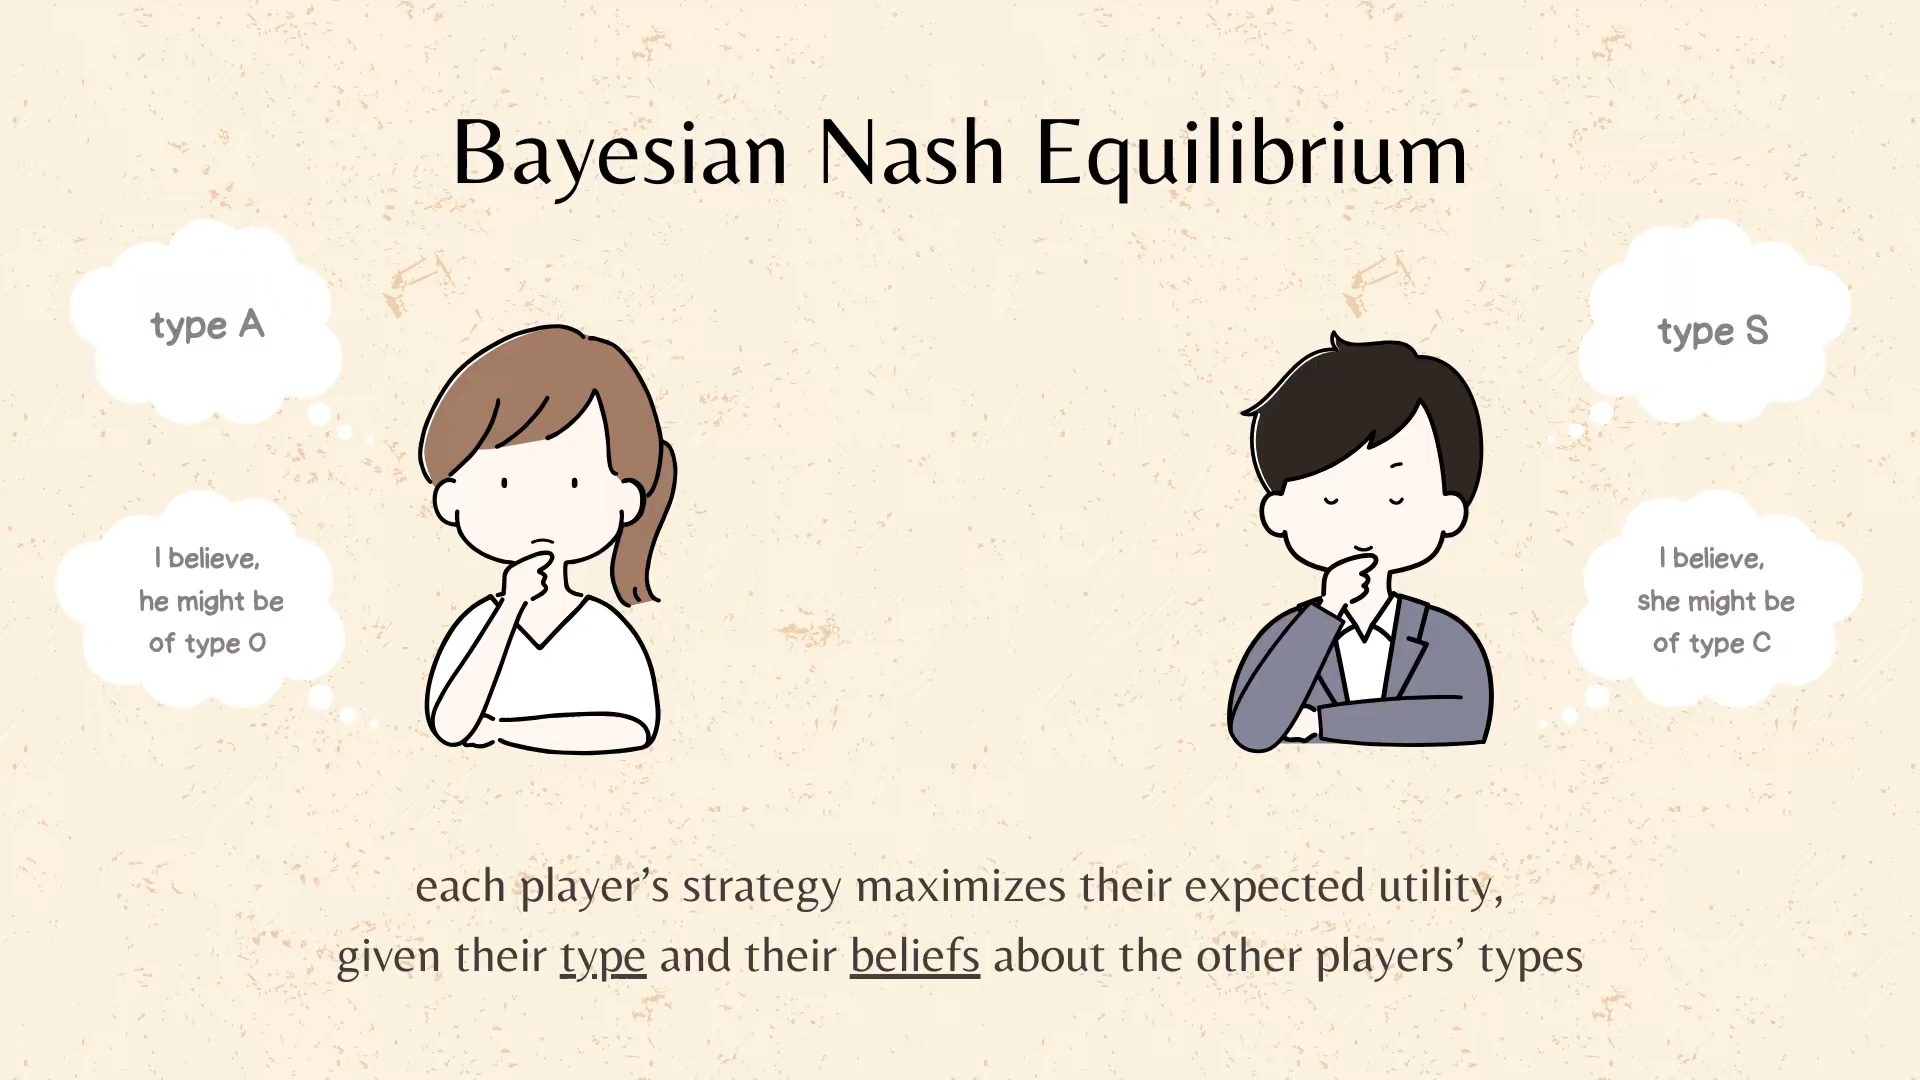 Bayesian Nash Equilibrium
type A
type S
I believe,
he might be
of type O
I believe,
she might be
of type C
each player’s strategy maximizes their expected utility,
given their type and their beliefs about the other players’ types